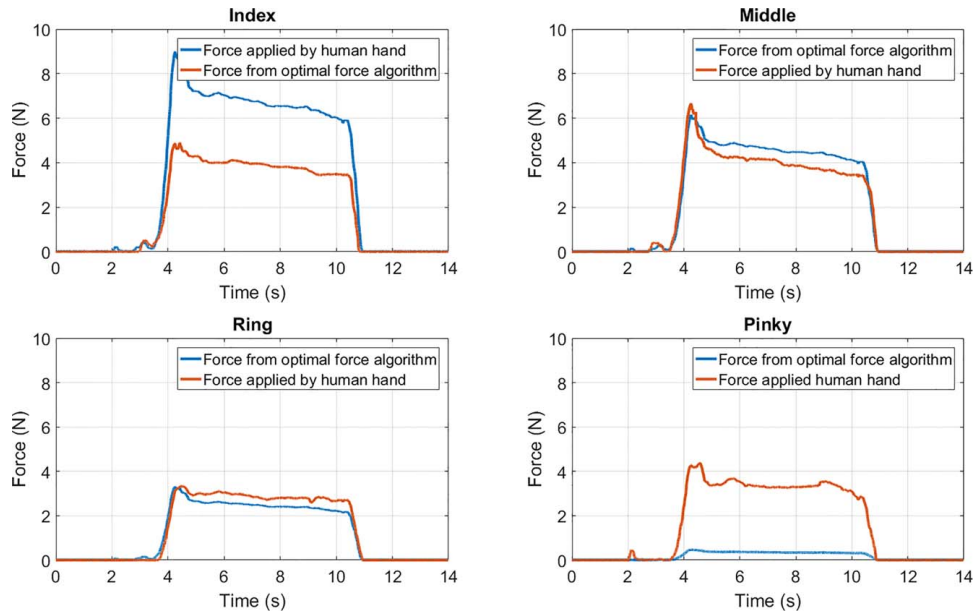 Index
10
8
6
4
2
0
Force (N)
Force applied by human hand
Force from optimal force algorithm
0 2 4 6 8 10 12 14
Time (s)
Middle
10
8
6
4
2
0
Force (N)
Force from optimal force algorithm
Force applied by human hand
0 2 4 6 8 10 12 14
Time (s)
Ring
10
8
6
4
2
0
Force (N)
Force from optimal force algorithm
Force applied by human hand
0 2 4 6 8 10 12 14
Time (s)
Pinky
10
8
6
4
2
0
Force (N)
Force from optimal force algorithm
Force applied human hand
0 2 4 6 8 10 12 14
Time (s)